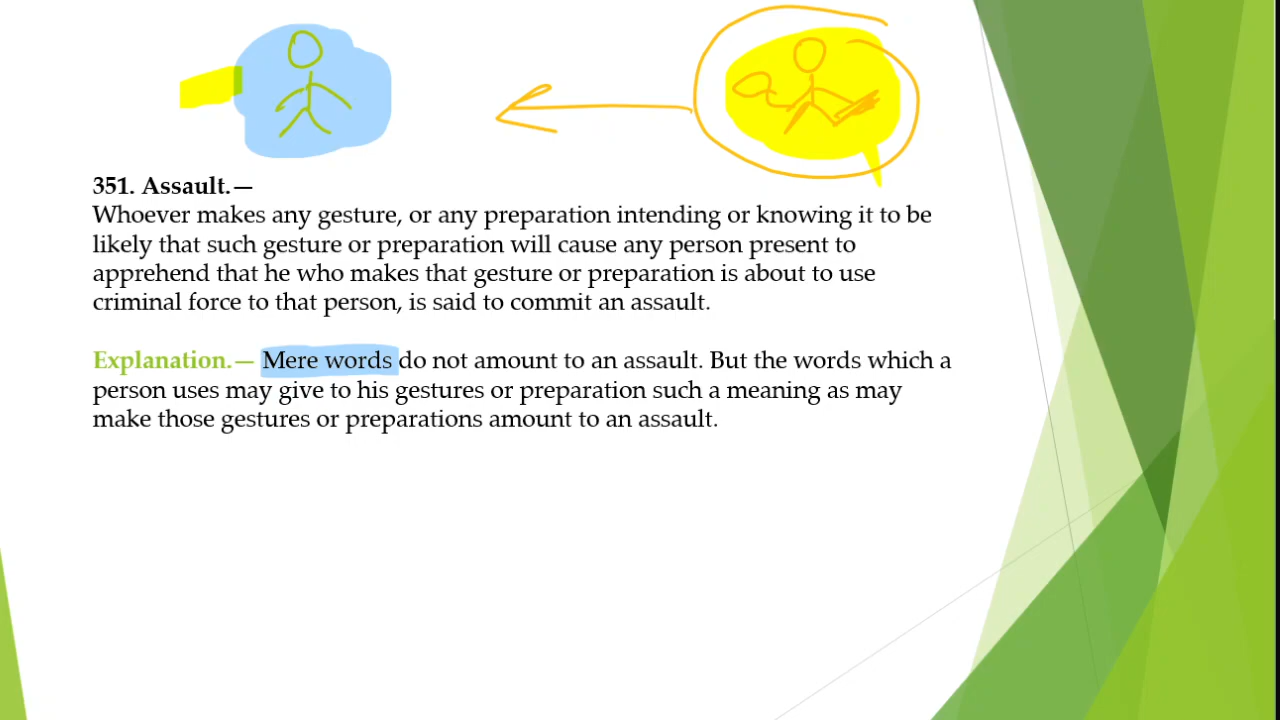 351. Assault.—
Whoever makes any gesture, or any preparation intending or knowing it to be
likely that such gesture or preparation will cause any person present to
apprehend that he who makes that gesture or preparation is about to use
criminal force to that person, is said to commit an assault.
Explanation.— Mere words do not amount to an assault. But the words which a
person uses may give to his gestures or preparation such a meaning as may
make those gestures or preparations amount to an assault.